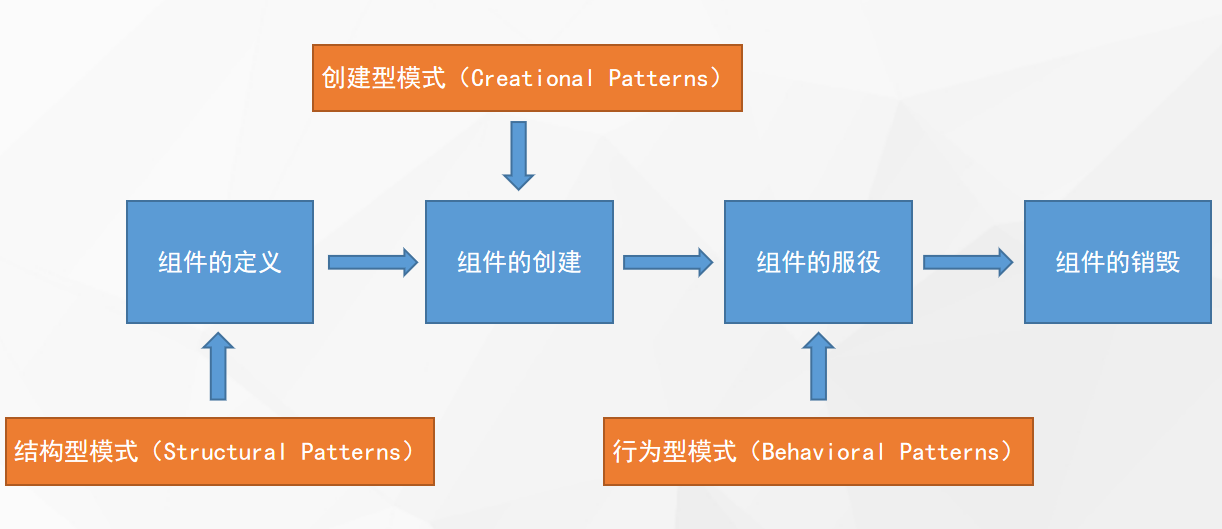 创建型模式（Creational Patterns）
组件的定义
组件的创建
组件的服役
组件的销毁
结构型模式（Structural Patterns）
行为型模式（Behavioral Patterns）